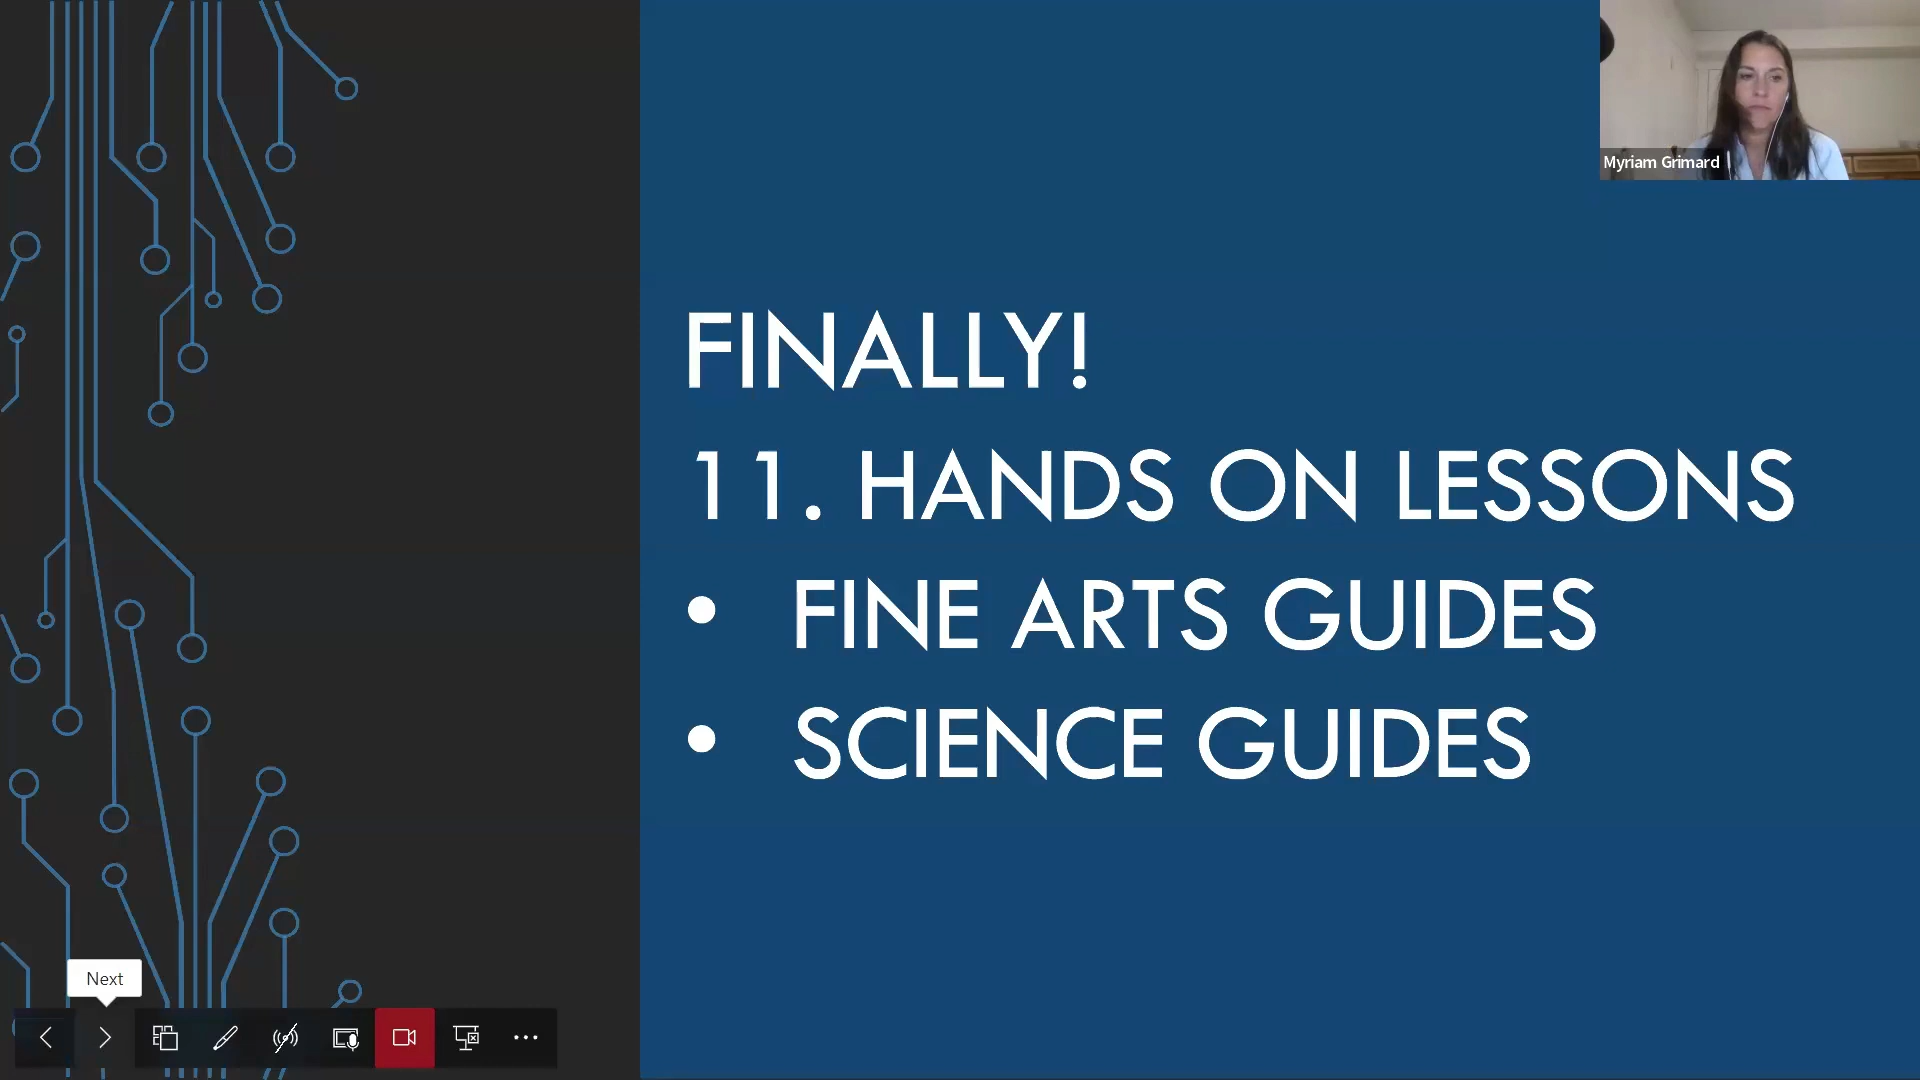 Myriam Grimard
FINALLY!
11. HANDS ON LESSONS
• FINE ARTS GUIDES
• SCIENCE GUIDES
Next